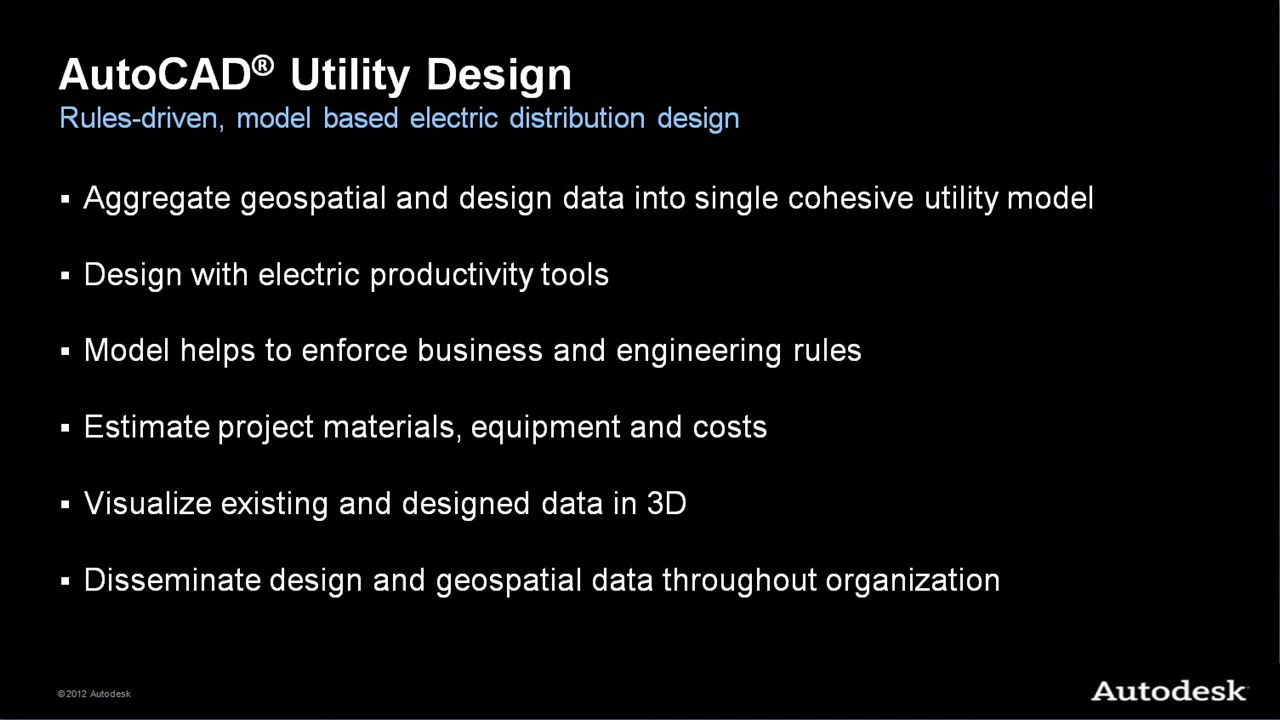 AutoCAD® Utility Design
Rules-driven, model based electric distribution design
▪ Aggregate geospatial and design data into single cohesive utility model
▪ Design with electric productivity tools
▪ Model helps to enforce business and engineering rules
▪ Estimate project materials, equipment and costs
▪ Visualize existing and designed data in 3D
▪ Disseminate design and geospatial data throughout organization
©2012 Autodesk
Autodesk